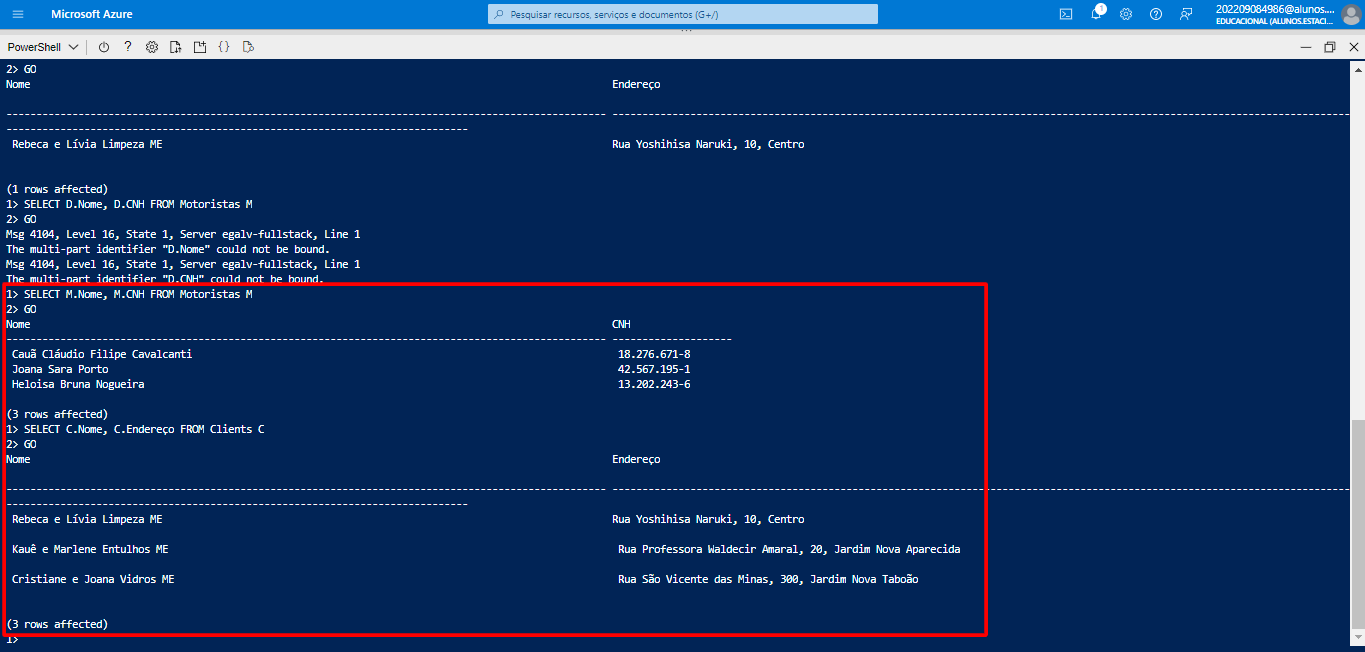 Microsoft Azure
Pesquisar recursos, serviços e documentos (G+/)
1
202209084986@alunos....
EDUCACIONAL (ALUNOS.ESTACI...
PowerShell
2> GO
Nome Endereço
---------------------------------------------------------------------------------------------------- ---------------------------------------------------------------------------------------------------------------------------
-----------------------------------------------------------------------------
Rebeca e Lívia Limpeza ME Rua Yoshihisa Naruki, 10, Centro
(1 rows affected)
1> SELECT D.Nome, D.CNH FROM Motoristas M
2> GO
Msg 4104, Level 16, State 1, Server egalv-fullstack, Line 1
The multi-part identifier "D.Nome" could not be bound.
Msg 4104, Level 16, State 1, Server egalv-fullstack, Line 1
The multi-part identifier "D.CNH" could not be bound.
1> SELECT M.Nome, M.CNH FROM Motoristas M
2> GO
Nome CNH
---------------------------------------------------------------------------------------------------- --------------------
Cauã Cláudio Filipe Cavalcanti 18.276.671-8
Joana Sara Porto 42.567.195-1
Heloisa Bruna Nogueira 13.202.243-6
(3 rows affected)
1> SELECT C.Nome, C.Endereço FROM Clients C
2> GO
Nome Endereço
---------------------------------------------------------------------------------------------------- ---------------------------------------------------------------------------------------------------------------------------
-----------------------------------------------------------------------------
Rebeca e Lívia Limpeza ME Rua Yoshihisa Naruki, 10, Centro
Kauê e Marlene Entulhos ME Rua Professora Waldecir Amaral, 20, Jardim Nova Aparecida
Cristiane e Joana Vidros ME Rua São Vicente das Minas, 300, Jardim Nova Taboão
(3 rows affected)
1>